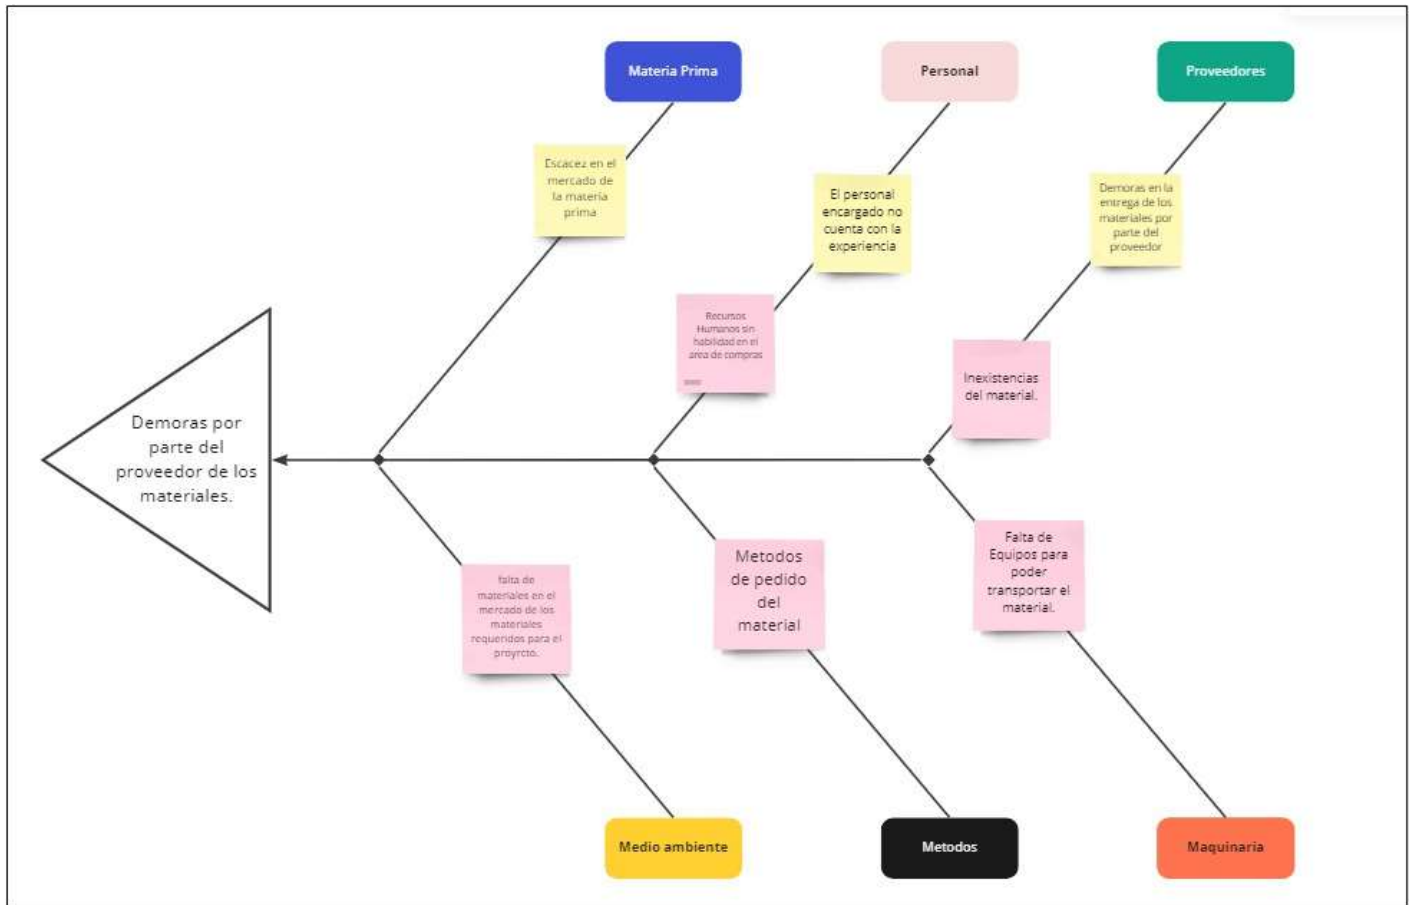 Materia Prima
Personal
Proveedores
Escacez en el
mercado de
la materia
prima
El personal
encargado no
cuenta con la
experiencia
Demoras en la
entrega de los
materiales por
parte del
proveedor
Recursos
Humanos sin
habilidad en el
area de compras
Inexistencias
del material.
Demoras por
parte del
proveedor de los
materiales.
falta de
materiales en el
mercado de los
materiales
requeridos para el
proyrcto.
Metodos
de pedido
del
material
Falta de
Equipos para
poder
transportar el
material.
Medio ambiente
Metodos
Maquinaria